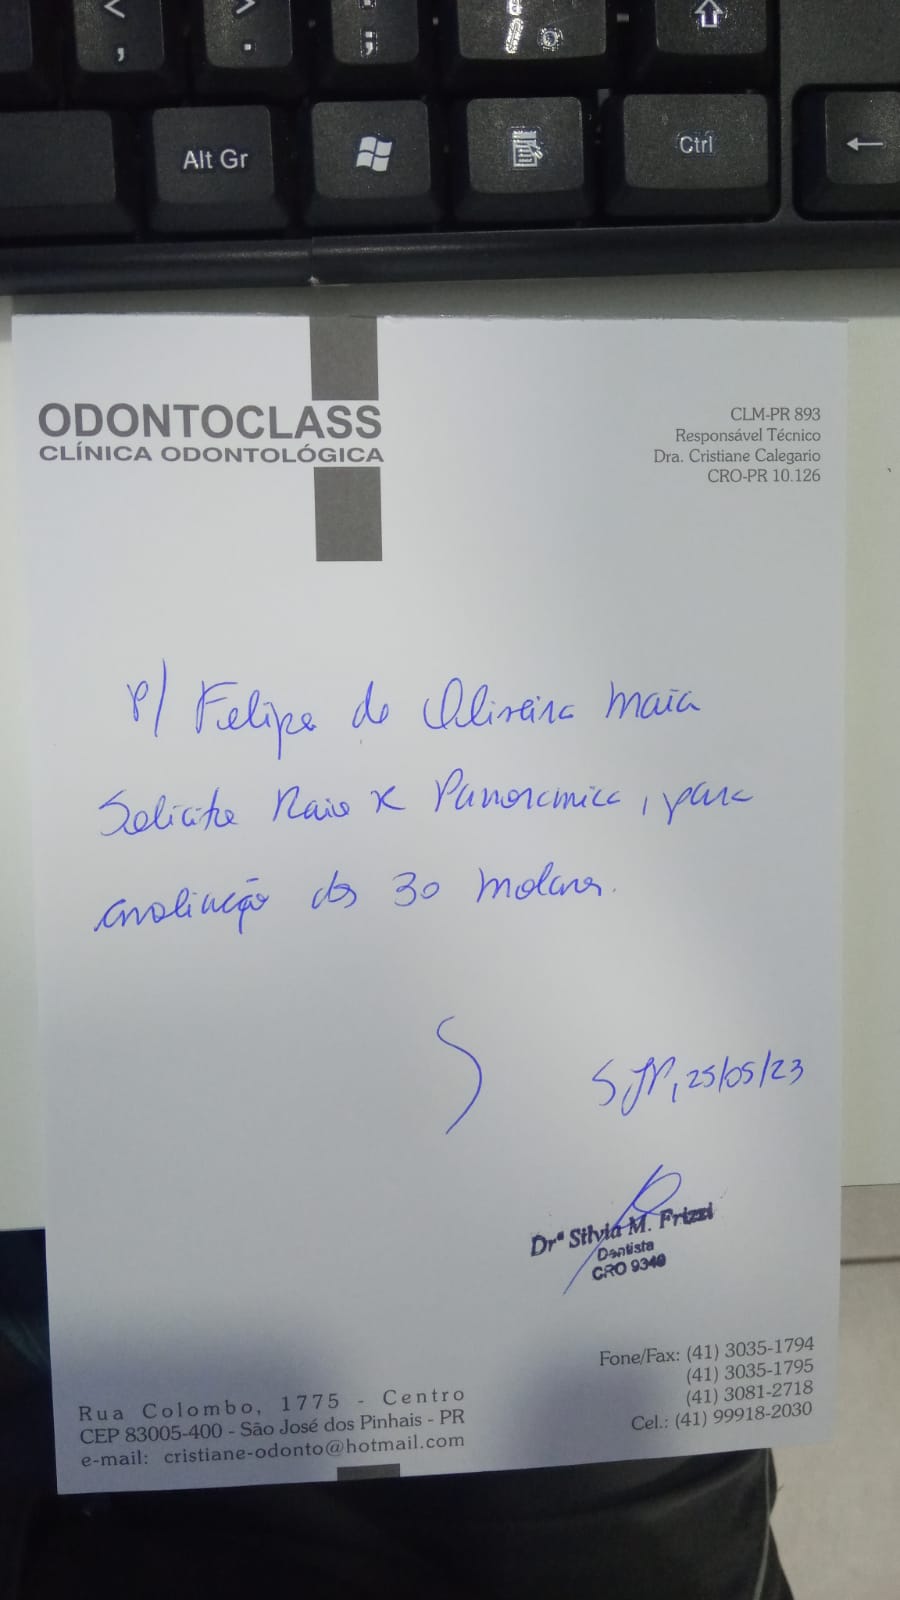 Alt Gr
Ctrl
ODONTOCLASS
CLÍNICA ODONTOLÓGICA
CLM-PR 893
Responsável Técnico
Dra. Cristiane Calegario
CRO-PR 10.126
P/ Felipe de Oliveira Maia
Solicito Raio X Panoramica, para
avaliação dos 3o molares.
SJP, 25/05/23
Drª Silvia M. Frizzi
Dentista
CRO 9340
Rua Colombo, 1775 - Centro
CEP 83005-400 - São José dos Pinhais - PR
e-mail: cristiane-odonto@hotmail.com
Fone/Fax: (41) 3035-1794
(41) 3035-1795
(41) 3081-2718
Cel.: (41) 99918-2030